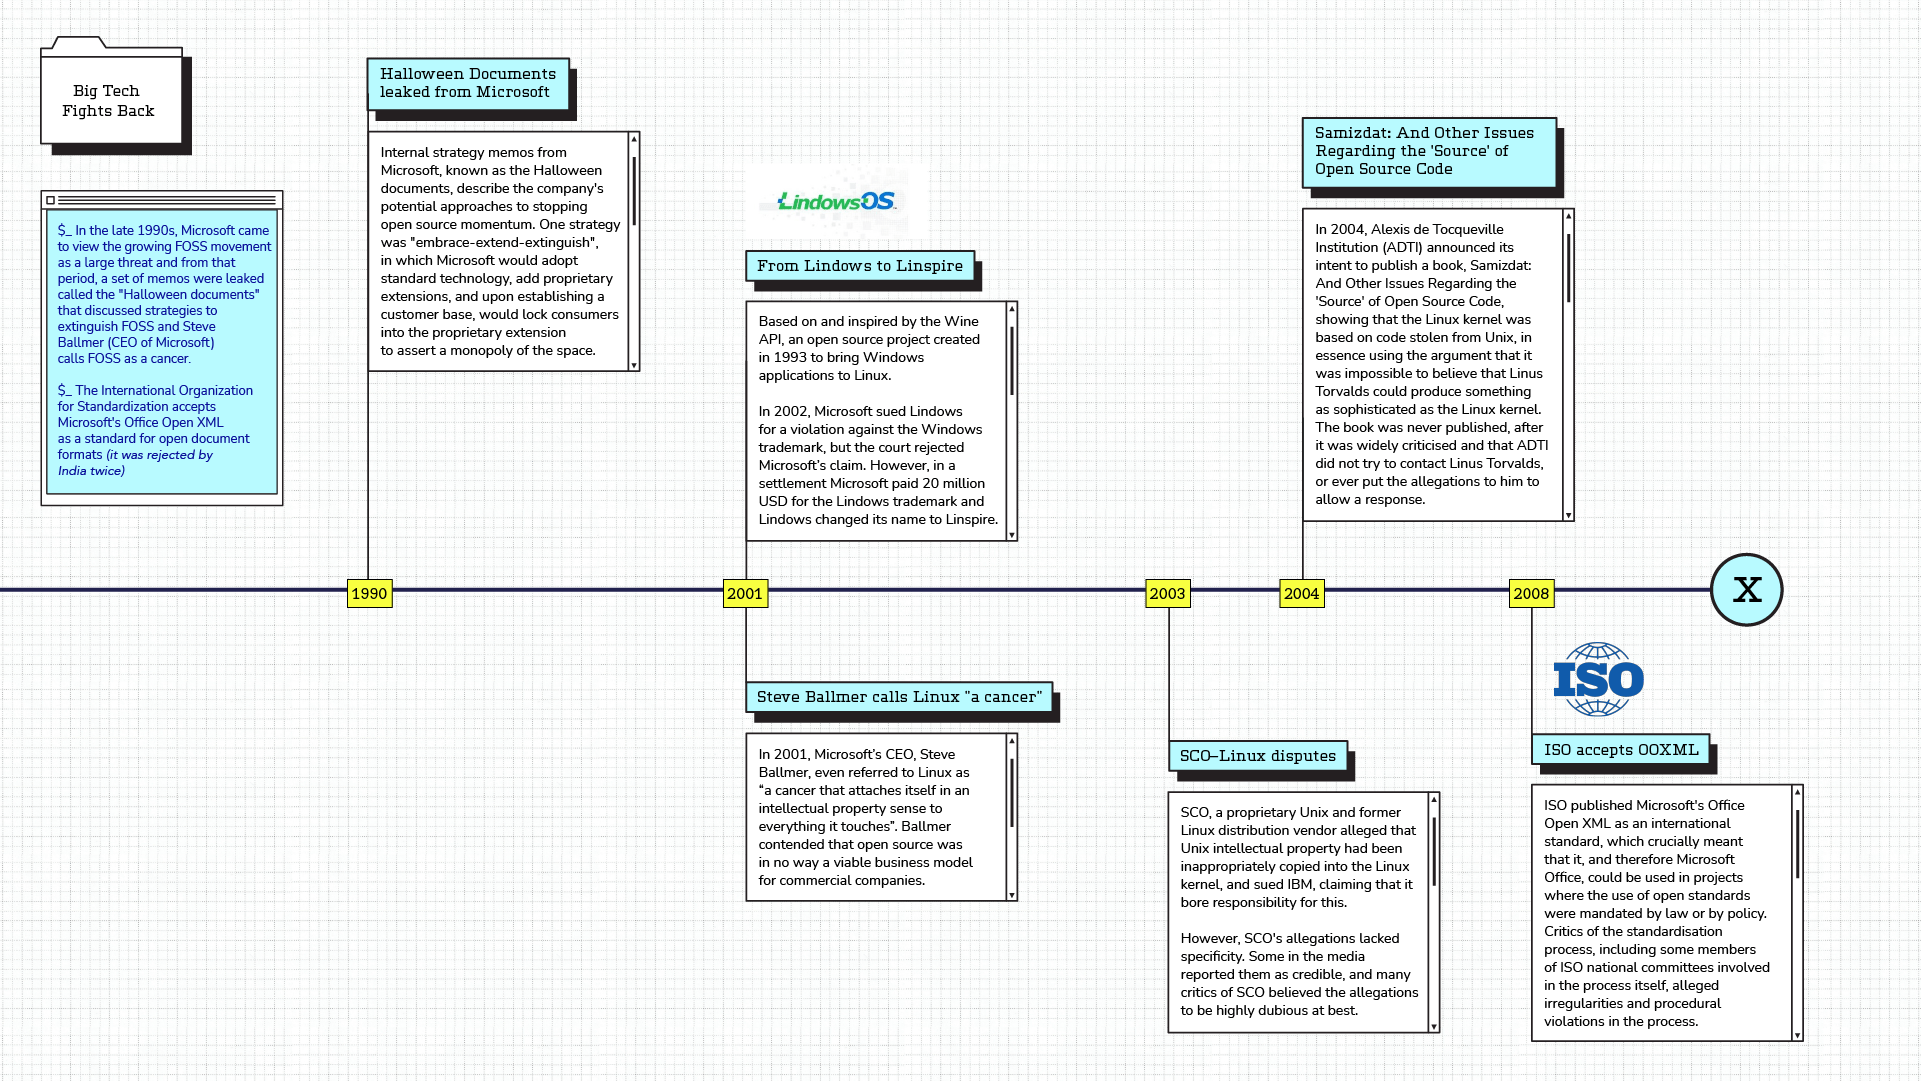 Big Tech
Fights Back
$_ In the late 1990s, Microsoft came
to view the growing FOSS movement
as a large threat and from that
period, a set of memos were leaked
called the "Halloween documents"
that discussed strategies to
extinguish FOSS and Steve
Ballmer (CEO of Microsoft)
calls FOSS as a cancer.
$_ The International Organization
for Standardization accepts
Microsoft's Office Open XML
as a standard for open document
formats (it was rejected by
India twice)
Halloween Documents
leaked from Microsoft
Internal strategy memos from
Microsoft, known as the Halloween
documents, describe the company's
potential approaches to stopping
open source momentum. One strategy
was "embrace-extend-extinguish",
in which Microsoft would adopt
standard technology, add proprietary
extensions, and upon establishing a
customer base, would lock consumers
into the proprietary extension
to assert a monopoly of the space.
LindowsOS™
From Lindows to Linspire
Based on and inspired by the Wine
API, an open source project created
in 1993 to bring Windows
applications to Linux.
In 2002, Microsoft sued Lindows
for a violation against the Windows
trademark, but the court rejected
Microsoft’s claim. However, in a
settlement Microsoft paid 20 million
USD for the Lindows trademark and
Lindows changed its name to Linspire.
Samizdat: And Other Issues
Regarding the 'Source' of
Open Source Code
In 2004, Alexis de Tocqueville
Institution (ADTI) announced its
intent to publish a book, Samizdat:
And Other Issues Regarding the
'Source' of Open Source Code,
showing that the Linux kernel was
based on code stolen from Unix, in
essence using the argument that it
was impossible to believe that Linus
Torvalds could produce something
as sophisticated as the Linux kernel.
The book was never published, after
it was widely criticised and that ADTI
did not try to contact Linus Torvalds,
or ever put the allegations to him to
allow a response.
1990
2001
2003
2004
2008
X
Steve Ballmer calls Linux "a cancer"
In 2001, Microsoft’s CEO, Steve
Ballmer, even referred to Linux as
“a cancer that attaches itself in an
intellectual property sense to
everything it touches”. Ballmer
contended that open source was
in no way a viable business model
for commercial companies.
SCO–Linux disputes
SCO, a proprietary Unix and former
Linux distribution vendor alleged that
Unix intellectual property had been
inappropriately copied into the Linux
kernel, and sued IBM, claiming that it
bore responsibility for this.
However, SCO's allegations lacked
specificity. Some in the media
reported them as credible, and many
critics of SCO believed the allegations
to be highly dubious at best.
ISO
ISO accepts OOXML
ISO published Microsoft's Office
Open XML as an international
standard, which crucially meant
that it, and therefore Microsoft
Office, could be used in projects
where the use of open standards
were mandated by law or by policy.
Critics of the standardisation
process, including some members
of ISO national committees involved
in the process itself, alleged
irregularities and procedural
violations in the process.